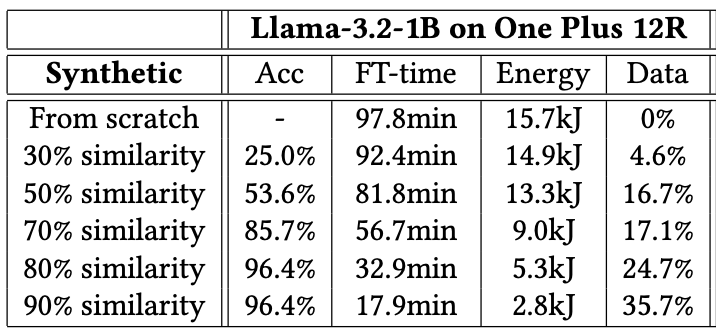 Llama-3.2-1B on One Plus 12R
Synthetic Acc FT-time Energy Data
From scratch - 97.8min 15.7kJ 0%
30% similarity 25.0% 92.4min 14.9kJ 4.6%
50% similarity 53.6% 81.8min 13.3kJ 16.7%
70% similarity 85.7% 56.7min 9.0kJ 17.1%
80% similarity 96.4% 32.9min 5.3kJ 24.7%
90% similarity 96.4% 17.9min 2.8kJ 35.7%